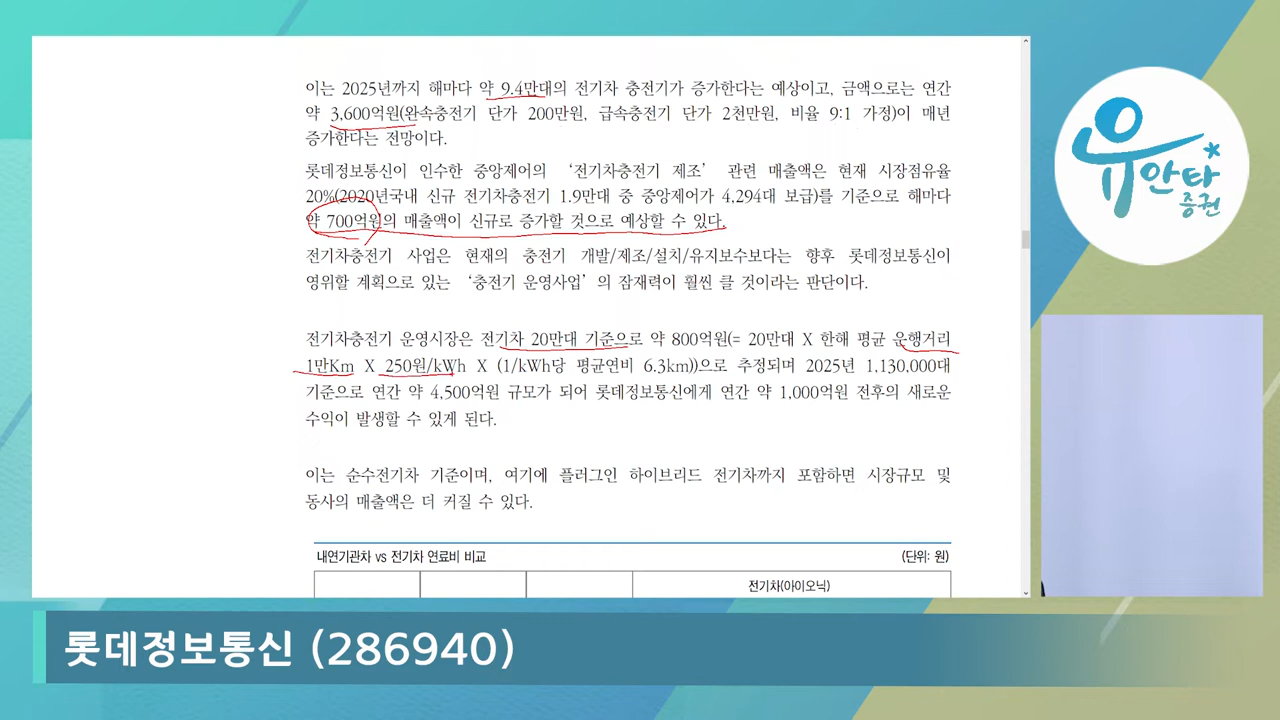 이는 2025년까지 해마다 약 9.4만대의 전기차 충전기가 증가한다는 예상이고, 금액으로는 연간
약 3,600억원(완속충전기 단가 200만원, 급속충전기 단가 2천만원, 비율 9:1 가정)이 매년
증가한다는 전망이다.
롯데정보통신이 인수한 중앙제어의 ‘전기차충전기 제조’ 관련 매출액은 현재 시장점유율
20%(2020년국내 신규 전기차충전기 1.9만대 중 중앙제어가 4,294대 보급)를 기준으로 해마다
약 700억원의 매출액이 신규로 증가할 것으로 예상할 수 있다.
전기차충전기 사업은 현재의 충전기 개발/제조/설치/유지보수보다는 향후 롯데정보통신이
영위할 계획으로 있는 ‘충전기 운영사업’의 잠재력이 훨씬 클 것이라는 판단이다.
전기차충전기 운영시장은 전기차 20만대 기준으로 약 800억원(= 20만대 X 한해 평균 운행거리
1만Km X 250원/kWh X (1/kWh당 평균연비 6.3km))으로 추정되며 2025년 1,130.000대
기준으로 연간 약 4,500억원 규모가 되어 롯데정보통신에게 연간 약 1,000억원 전후의 새로운
수익이 발생할 수 있게 된다.
이는 순수전기차 기준이며, 여기에 플러그인 하이브리드 전기차까지 포함하면 시장규모 및
동사의 매출액은 더 커질 수 있다.
내연기관차 vs 전기차 연료비 비교 (단위: 원)
전기차(아이오닉)
유안타
증권
롯데정보통신 (286940)